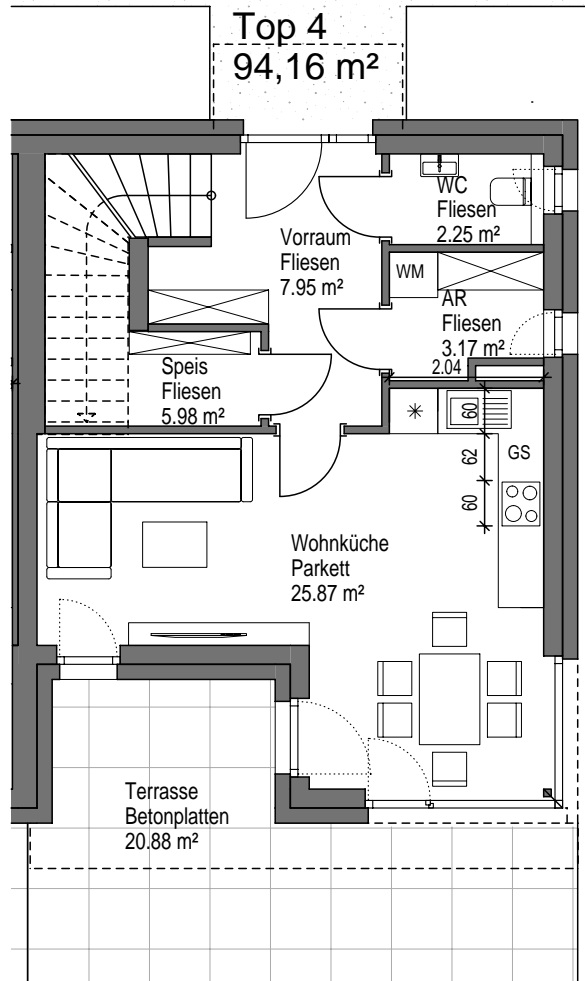 Top 4
94,16 m²
WC
Fliesen
2.25 m²
Vorraum
Fliesen
7.95 m²
WM
AR
Fliesen
3.17 m²
2.04
Speis
Fliesen
5.98 m²
60
62
GS
60
Wohnküche
Parkett
25.87 m²
Terrasse
Betonplatten
20.88 m²